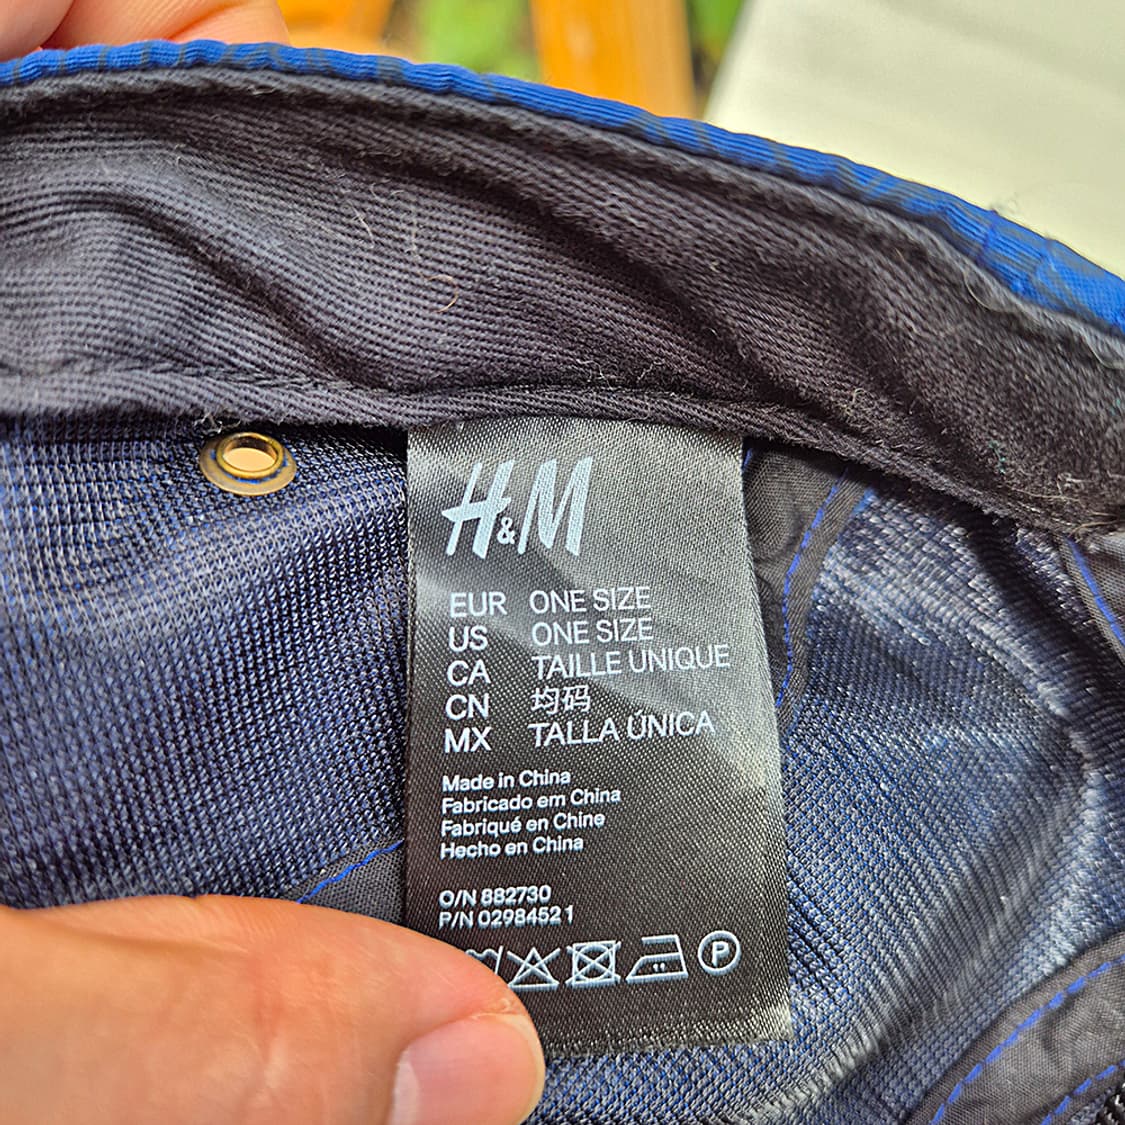 H&M
EUR ONE SIZE
US ONE SIZE
CA TAILLE UNIQUE
CN 均码
MX TALLA ÚNICA
Made in China
Fabricado em China
Fabriqué en Chine
Hecho en China
O/N 882730
P/N 02984521
P